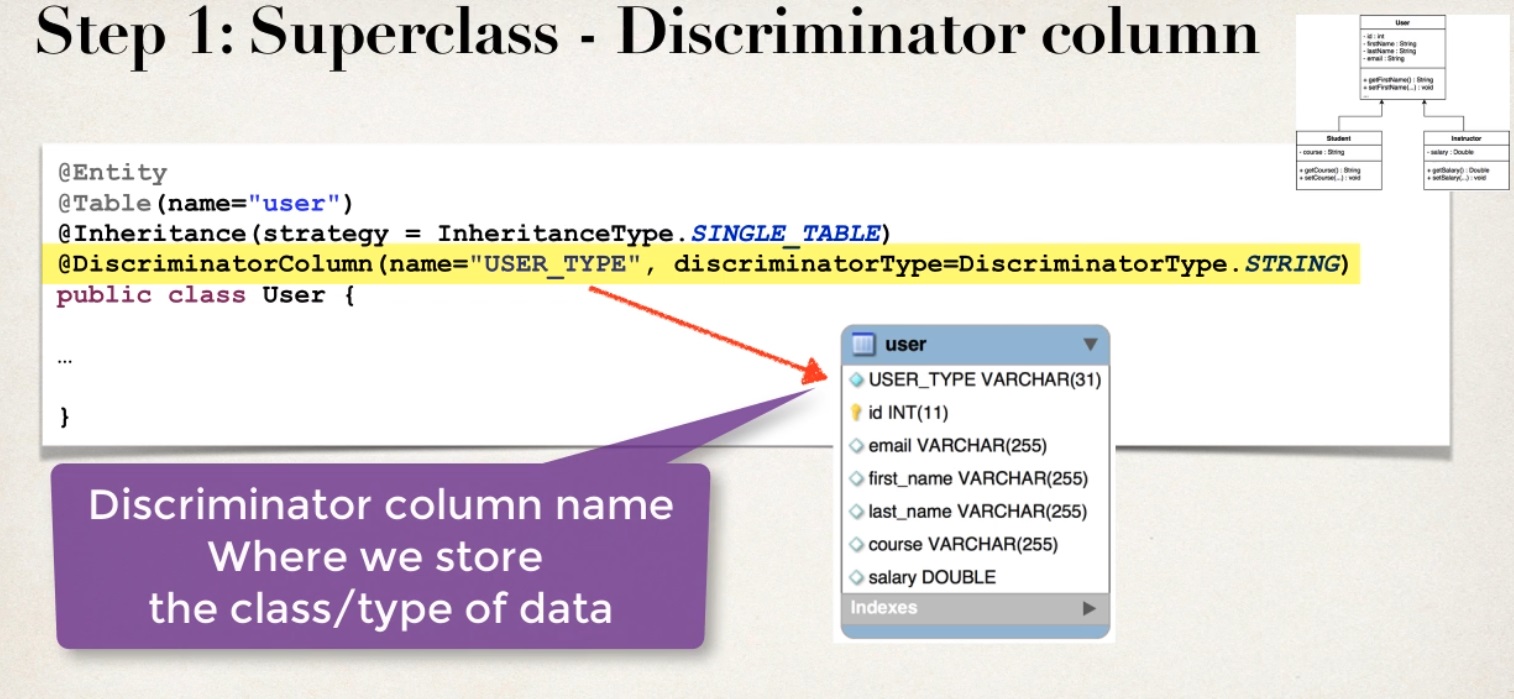 Step 1: Superclass - Discriminator column
User
- id : int
- firstName : String
- lastName : String
- email : String
+ getFirstName() : String
+ setFirstName(...) : void
...
Student
- course : String
+ getCourse() : String
+ setCourse(...) : void
Instructor
- salary : Double
+ getSalary() : Double
+ setSalary(...) : void
@Entity
@Table(name="user")
@Inheritance(strategy = InheritanceType.SINGLE_TABLE)
@DiscriminatorColumn(name="USER_TYPE", discriminatorType=DiscriminatorType.STRING)
public class User {
...
}
user
USER_TYPE VARCHAR(31)
id INT(11)
email VARCHAR(255)
first_name VARCHAR(255)
last_name VARCHAR(255)
course VARCHAR(255)
salary DOUBLE
Indexes
Discriminator column name
Where we store
the class/type of data